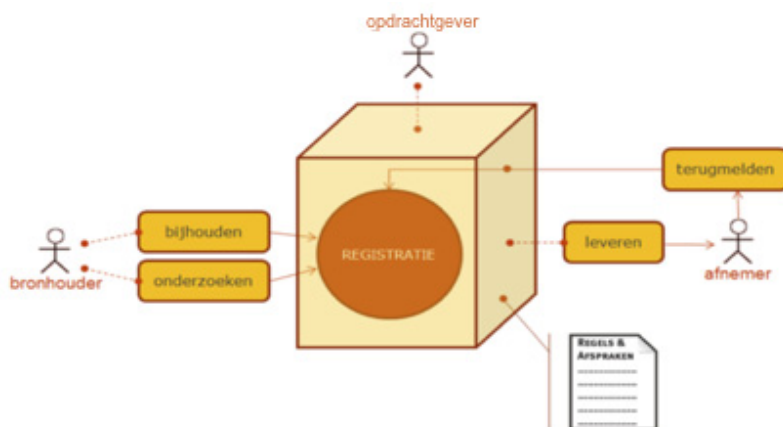 opdrachtgever
terugmelden
bijhouden
REGISTRATIE
leveren
bronhouder
onderzoeken
afnemer
REGELS &
AFSPRAKEN